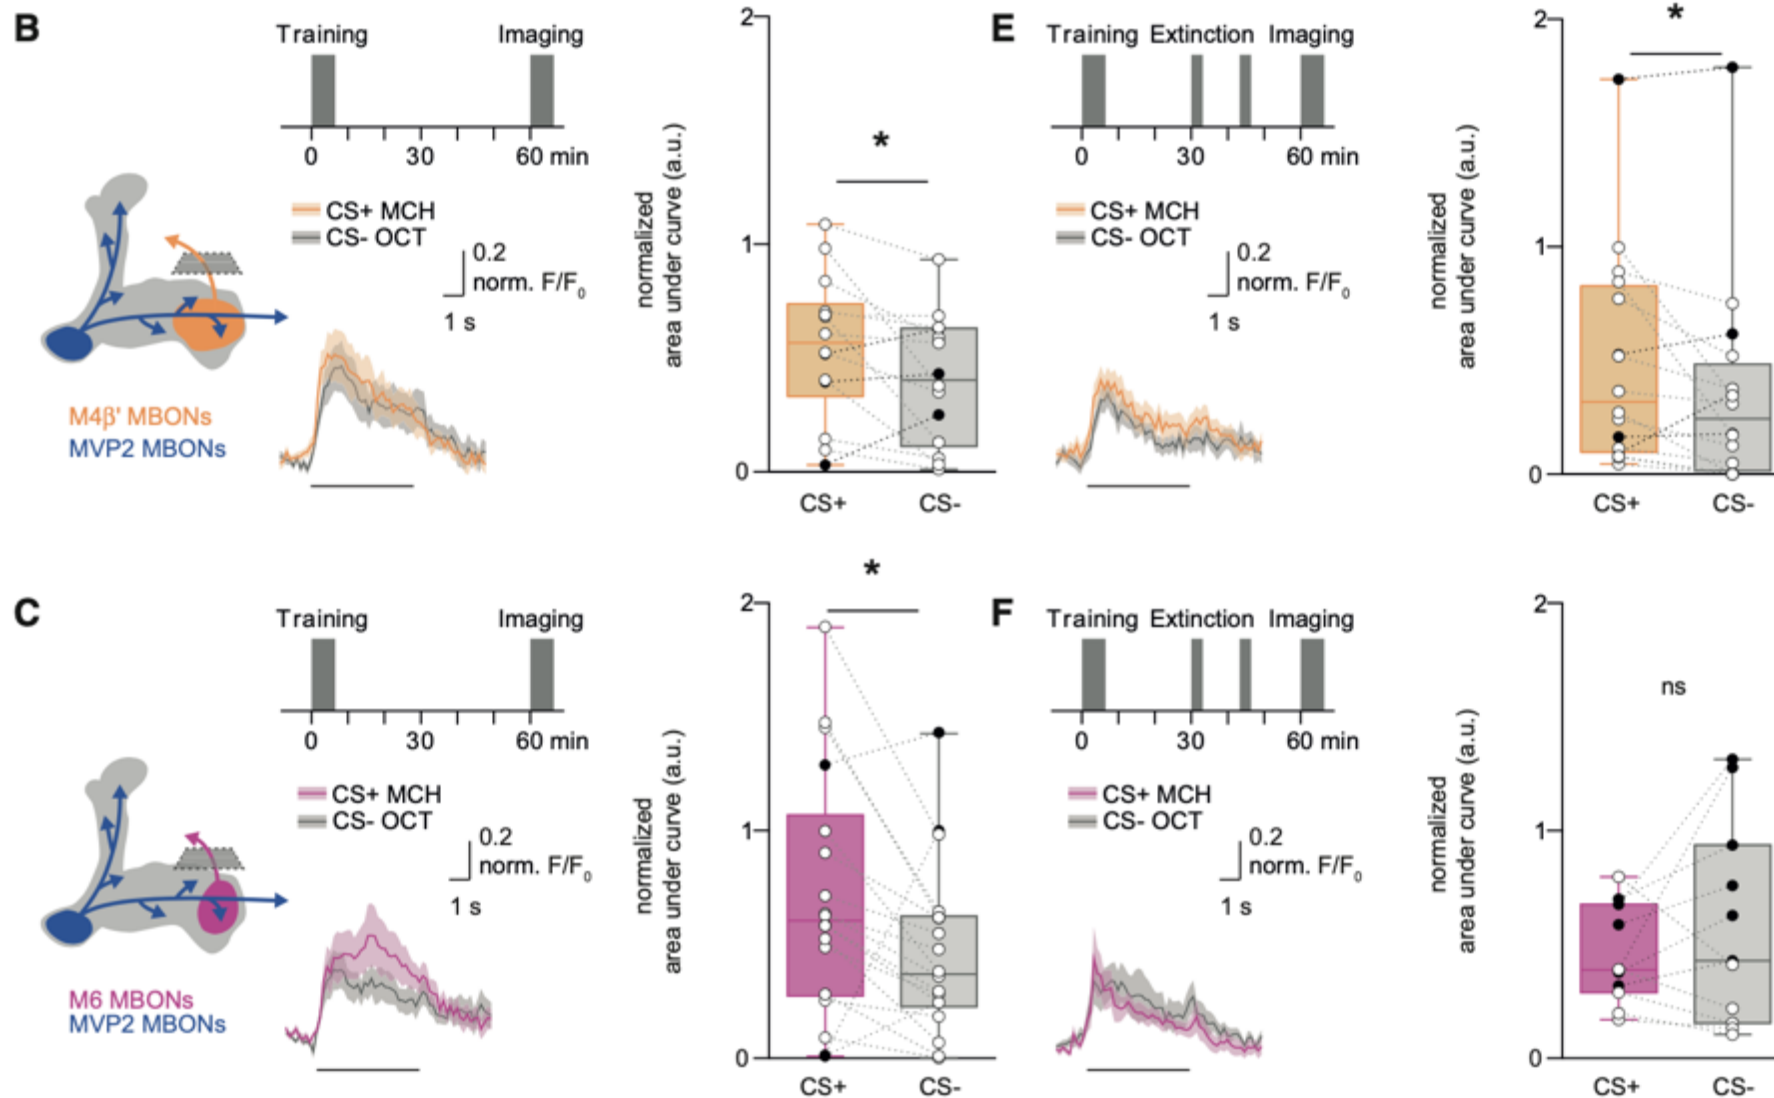 B
Training Imaging
0 30 60 min
CS+ MCH
CS- OCT
0.2
norm. F/F0
1 s
M4β' MBONs
MVP2 MBONs
normalized
area under curve (a.u.)
2
1
0
*
CS+ CS-
E
Training Extinction Imaging
0 30 60 min
CS+ MCH
CS- OCT
0.2
norm. F/F0
1 s
normalized
area under curve (a.u.)
2
1
0
*
CS+ CS-
C
Training Imaging
0 30 60 min
CS+ MCH
CS- OCT
0.2
norm. F/F0
1 s
M6 MBONs
MVP2 MBONs
normalized
area under curve (a.u.)
2
1
0
*
CS+ CS-
F
Training Extinction Imaging
0 30 60 min
CS+ MCH
CS- OCT
0.2
norm. F/F0
1 s
normalized
area under curve (a.u.)
2
1
0
ns
CS+ CS-